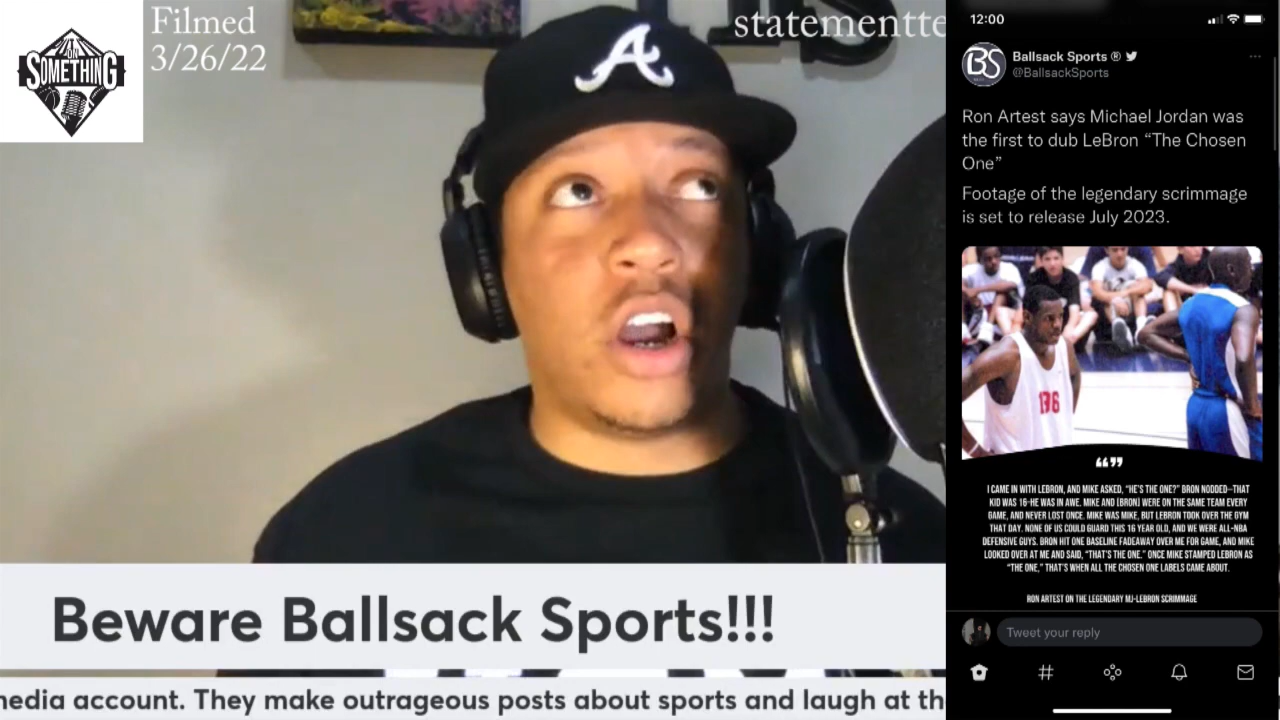 ON
SOMETHING
Filmed
3/26/22
statementte
A
Beware Ballsack Sports!!!
nedia account. They make outrageous posts about sports and laugh at th
12:00
BS
Ballsack Sports ®
@BallsackSports
Ron Artest says Michael Jordan was
the first to dub LeBron “The Chosen
One”
Footage of the legendary scrimmage
is set to release July 2023.
I CAME IN WITH LEBRON, AND MIKE ASKED, “HE'S THE ONE?” BRON NODDED—THAT
KID WAS 16-HE WAS IN AWE. MIKE AND [BRON] WERE ON THE SAME TEAM EVERY
GAME, AND NEVER LOST ONCE. MIKE WAS MIKE, BUT LEBRON TOOK OVER THE GYM
THAT DAY. NONE OF US COULD GUARD THIS 16 YEAR OLD, AND WE WERE ALL-NBA
DEFENSIVE GUYS. BRON HIT ONE BASELINE FADEAWAY OVER ME FOR GAME, AND MIKE
LOOKED OVER AT ME AND SAID, “THAT'S THE ONE.” ONCE MIKE STAMPED LEBRON AS
“THE ONE,” THAT'S WHEN ALL THE CHOSEN ONE LABELS CAME ABOUT.
RON ARTEST ON THE LEGENDARY MJ-LEBRON SCRIMMAGE
Tweet your reply